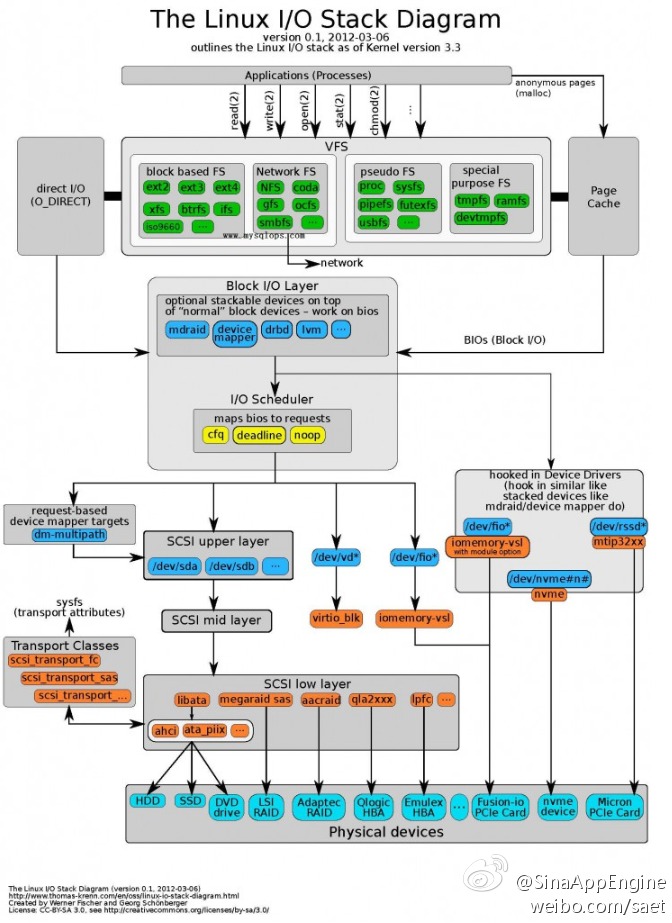 The Linux I/O Stack Diagram
version 0.1, 2012-03-06
outlines the Linux I/O stack as of Kernel version 3.3
Applications (Processes)
anonymous pages
(malloc)
read(2)
write(2)
open(2)
stat(2)
chmod(2)
...
VFS
direct I/O
(O_DIRECT)
block based FS
ext2 ext3 ext4
xfs btrfs ifs
iso9660 ...
Network FS
NFS coda
gfs ocfs
smbfs ...
pseudo FS
proc sysfs
pipefs futexfs
usbfs ...
special
purpose FS
tmpfs ramfs
devtmpfs
Page
Cache
www.mysqlops.com
network
Block I/O Layer
optional stackable devices on top
of "normal" block devices – work on bios
mdraid device mapper drbd lvm ...
BIOs (Block I/O)
I/O Scheduler
maps bios to requests
cfq deadline noop
hooked in Device Drivers
(hook in similar like
stacked devices like
mdraid/device mapper do)
/dev/fio* /dev/rssd*
iomemory-vsl mtip32xx
with module option
/dev/nvme#n#
nvme
request-based
device mapper targets
dm-multipath
SCSI upper layer
/dev/sda /dev/sdb ...
/dev/vd* /dev/fio*
sysfs
(transport attributes)
SCSI mid layer
virtio_blk iomemory-vsl
Transport Classes
scsi_transport_fc
scsi_transport_sas
scsi_transport_...
SCSI low layer
libata megaraid sas aacraid qla2xxx lpfc ...
ahci ata_piix ...
HDD SSD DVD drive LSI RAID Adaptec RAID Qlogic HBA Emulex HBA ... Fusion-io PCIe Card nvme device Micron PCIe Card
Physical devices
The Linux I/O Stack Diagram (version 0.1, 2012-03-06)
http://www.thomas-krenn.com/en/oss/linux-io-stack-diagram.html
Created by Werner Fischer and Georg Schönberger
License: CC-BY-SA 3.0, see http://creativecommons.org/licenses/by-sa/3.0/
@SinaAppEngine
weibo.com/saet